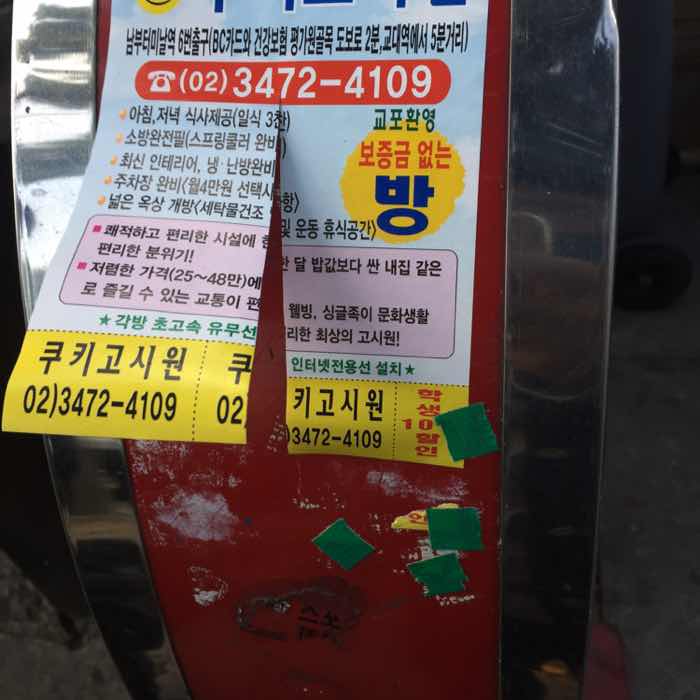 남부터미날역 6번출구(BC카드와 건강보험 평가원골목 도보로 2분,교대역에서 5분거리)
☎(02)3472-4109
아침,저녁 식사제공(일식 3찬)
소방완전필(스프링쿨러 완비)
최신 인테리어, 냉·난방완비
주차장 완비<월4만원 선택사항>
넓은 옥상 개방<세탁물건조 및 운동 휴식공간>
교포환영
보증금 없는
방
쾌적하고 편리한 시설에 한 달 밥값보다 싼 내집 같은
편리한 분위기!
저렴한 가격(25~48만)에 웰빙, 싱글족이 문화생활
로 즐길 수 있는 교통이 편리한 최상의 고시원!
★각방 초고속 유무선 인터넷전용선 설치★
쿠키고시원
02)3472-4109
쿠
02)
키고시원
)3472-4109
학생10할인